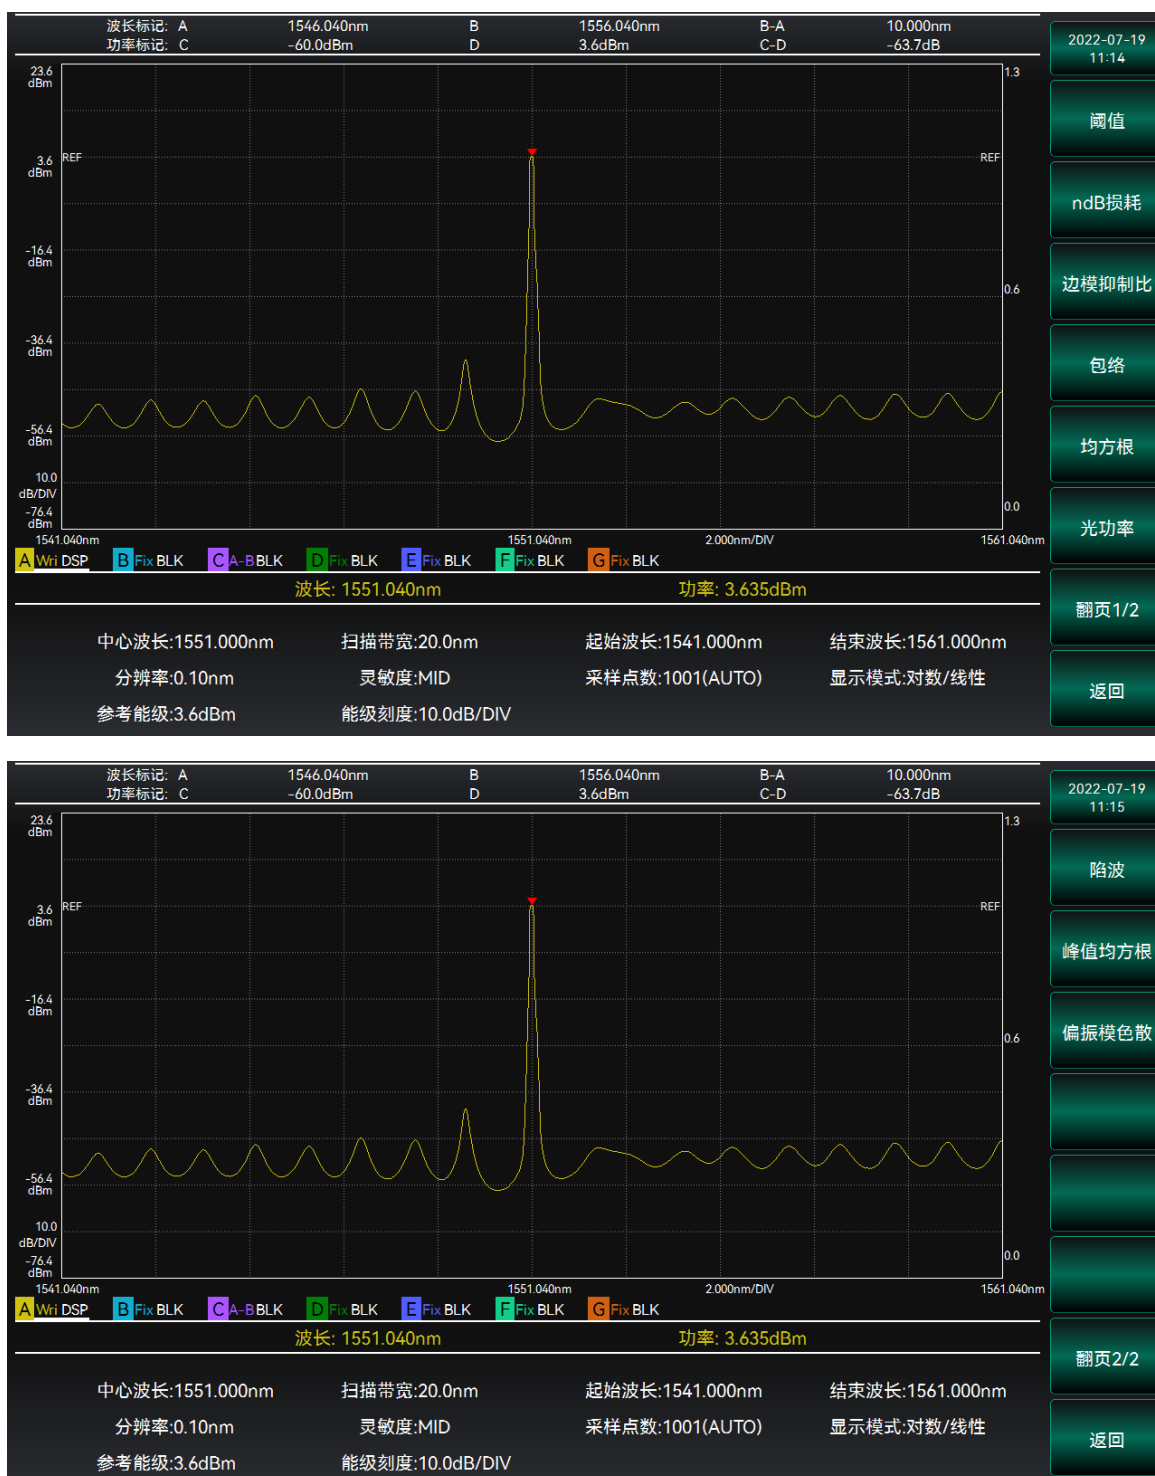 波长标记: A 1546.040nm B 1556.040nm B-A 10.000nm
功率标记: C -60.0dBm D 3.6dBm C-D -63.7dB
2022-07-19
11:14
23.6
dBm
1.3
阈值
3.6
dBm
REF
REF
ndB损耗
-16.4
dBm
边模抑制比
0.6
-36.4
dBm
包络
-56.4
dBm
均方根
10.0
dB/DIV
-76.4
dBm
0.0
光功率
1541.040nm 1551.040nm 2.000nm/DIV 1561.040nm
A Wri DSP B Fix BLK C A-B BLK D Fix BLK E Fix BLK F Fix BLK G Fix BLK
波长: 1551.040nm 功率: 3.635dBm
翻页1/2
中心波长:1551.000nm 扫描带宽:20.0nm 起始波长:1541.000nm 结束波长:1561.000nm
分辨率:0.10nm 灵敏度:MID 采样点数:1001(AUTO) 显示模式:对数/线性
返回
参考能级:3.6dBm 能级刻度:10.0dB/DIV
波长标记: A 1546.040nm B 1556.040nm B-A 10.000nm
功率标记: C -60.0dBm D 3.6dBm C-D -63.7dB
2022-07-19
11:15
23.6
dBm
1.3
陷波
3.6
dBm
REF
REF
峰值均方根
-16.4
dBm
偏振模色散
0.6
-36.4
dBm
-56.4
dBm
10.0
dB/DIV
-76.4
dBm
0.0
1541.040nm 1551.040nm 2.000nm/DIV 1561.040nm
A Wri DSP B Fix BLK C A-B BLK D Fix BLK E Fix BLK F Fix BLK G Fix BLK
波长: 1551.040nm 功率: 3.635dBm
翻页2/2
中心波长:1551.000nm 扫描带宽:20.0nm 起始波长:1541.000nm 结束波长:1561.000nm
分辨率:0.10nm 灵敏度:MID 采样点数:1001(AUTO) 显示模式:对数/线性
返回
参考能级:3.6dBm 能级刻度:10.0dB/DIV